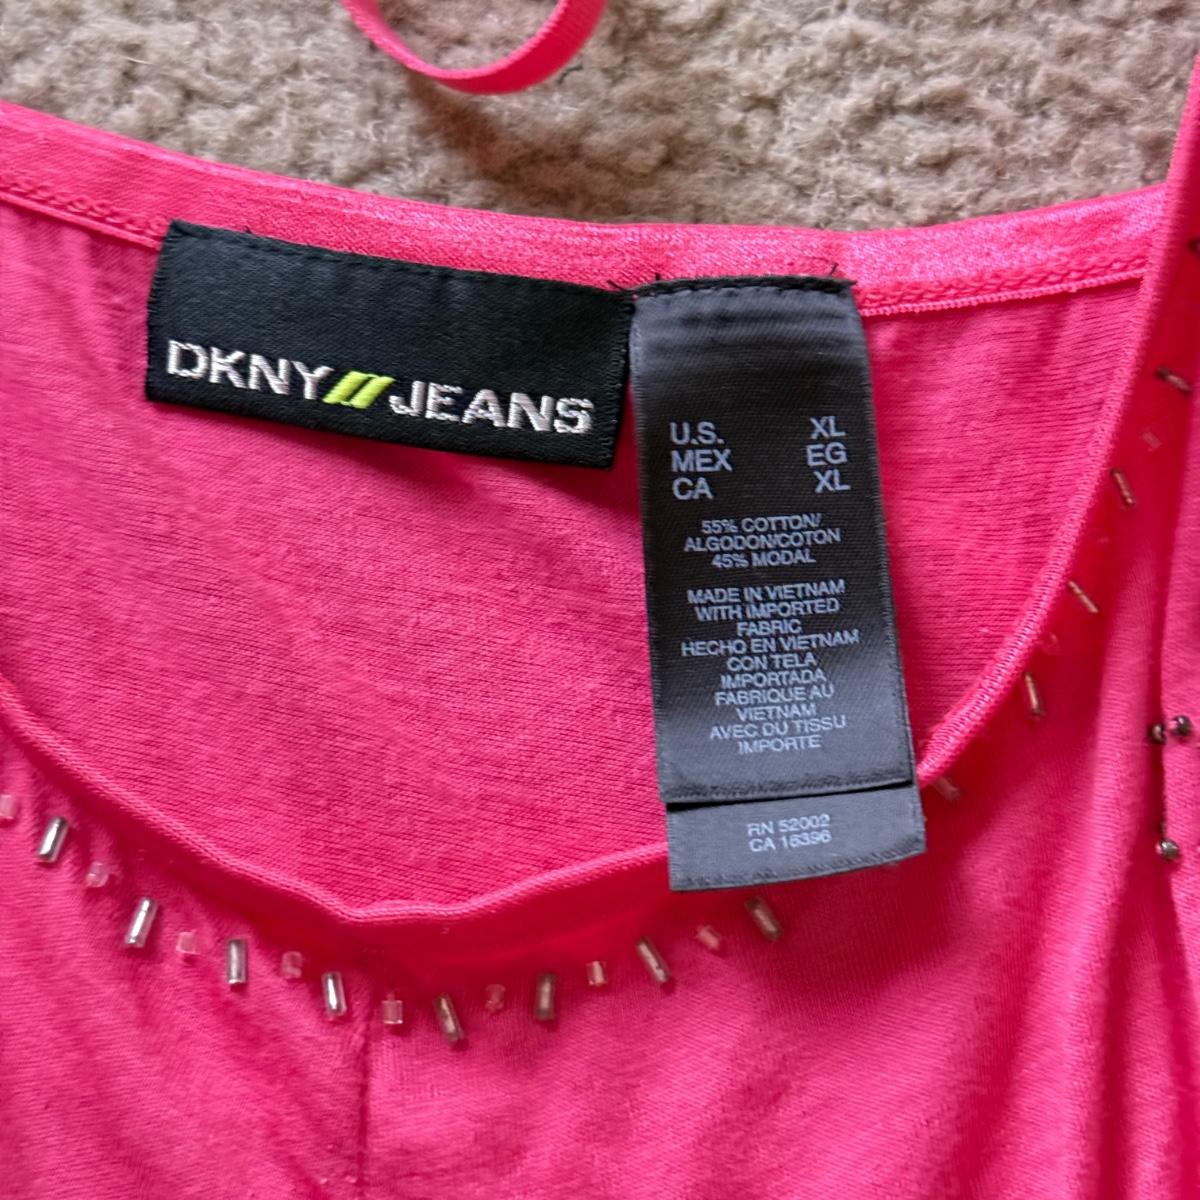 DKNY//JEANS
U.S. XL
MEX EG
CA XL
55% COTTON/
ALGODON/COTON
45% MODAL
MADE IN VIETNAM
WITH IMPORTED
FABRIC
HECHO EN VIETNAM
CON TELA
IMPORTADA
FABRIQUE AU
VIETNAM
AVEC DU TISSU
IMPORTE
RN 52002
CA 16396